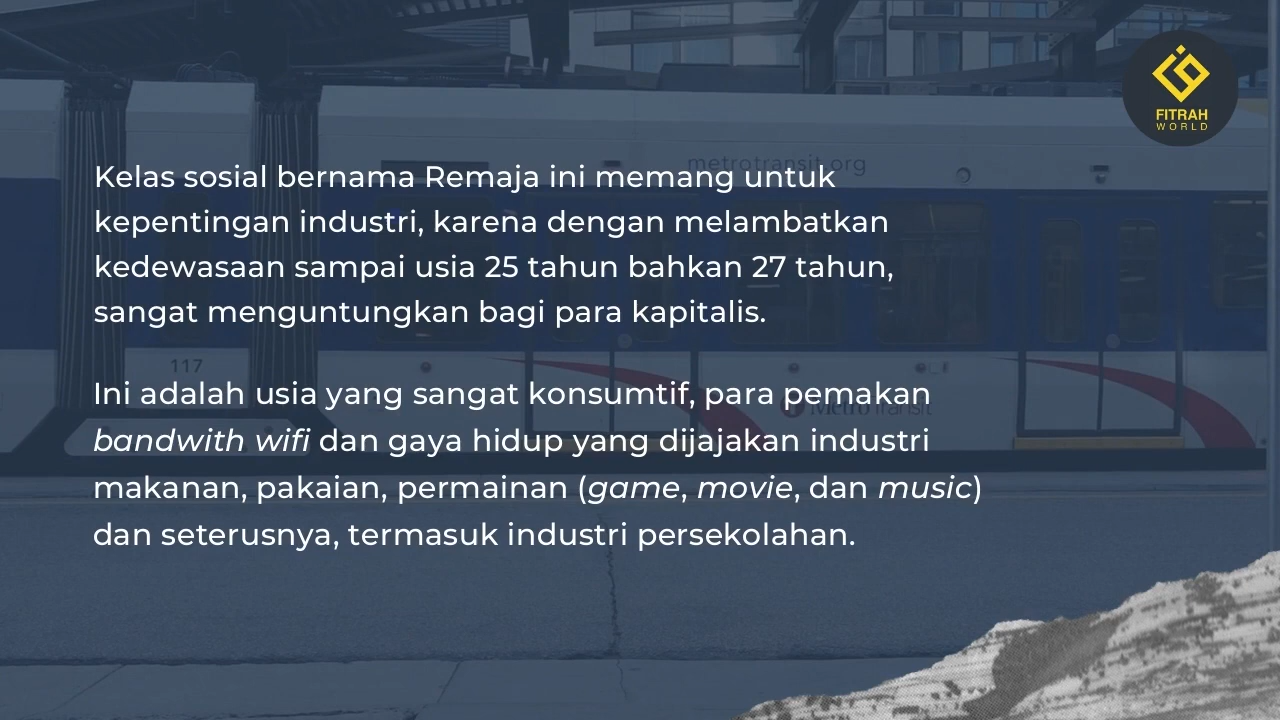 FITRAH
WORLD
metrotransit.org
Kelas sosial bernama Remaja ini memang untuk
kepentingan industri, karena dengan melambatkan
kedewasaan sampai usia 25 tahun bahkan 27 tahun,
sangat menguntungkan bagi para kapitalis.
117
Ini adalah usia yang sangat konsumtif, para pemakan
bandwith wifi dan gaya hidup yang dijajakan industri
makanan, pakaian, permainan (game, movie, dan music)
dan seterusnya, termasuk industri persekolahan.
Metro Transit